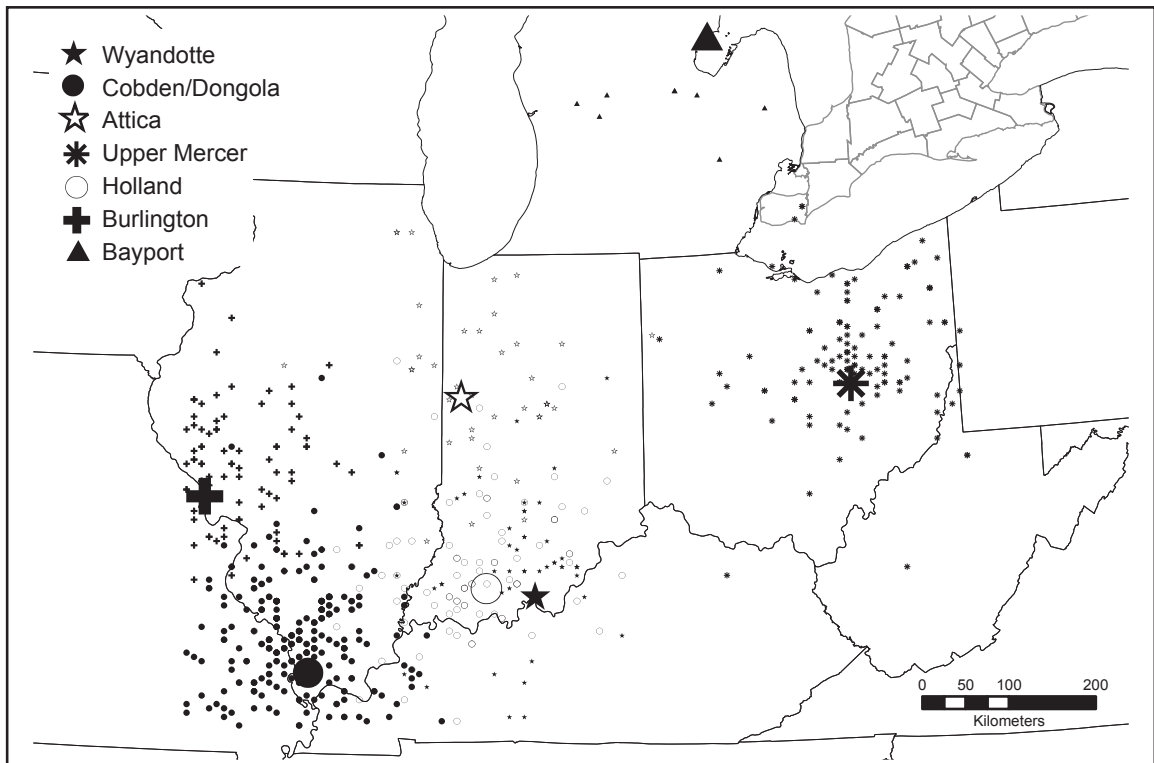 Wyandotte
Cobden/Dongola
Attica
Upper Mercer
Holland
Burlington
Bayport
0 50 100 200
Kilometers